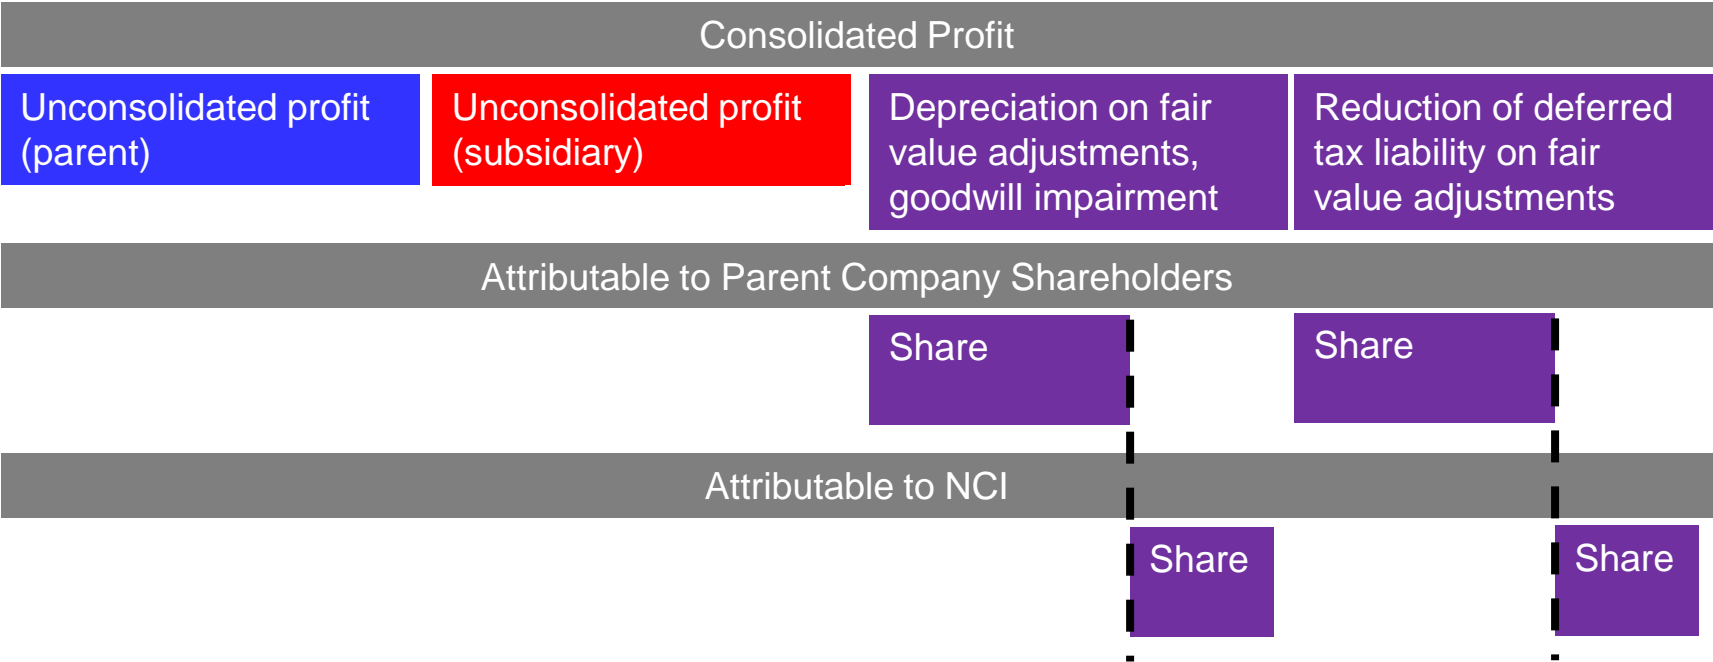 Consolidated Profit
Unconsolidated profit
(parent)
Unconsolidated profit
(subsidiary)
Depreciation on fair
value adjustments,
goodwill impairment
Reduction of deferred
tax liability on fair
value adjustments
Attributable to Parent Company Shareholders
Share
Share
Attributable to NCI
Share
Share